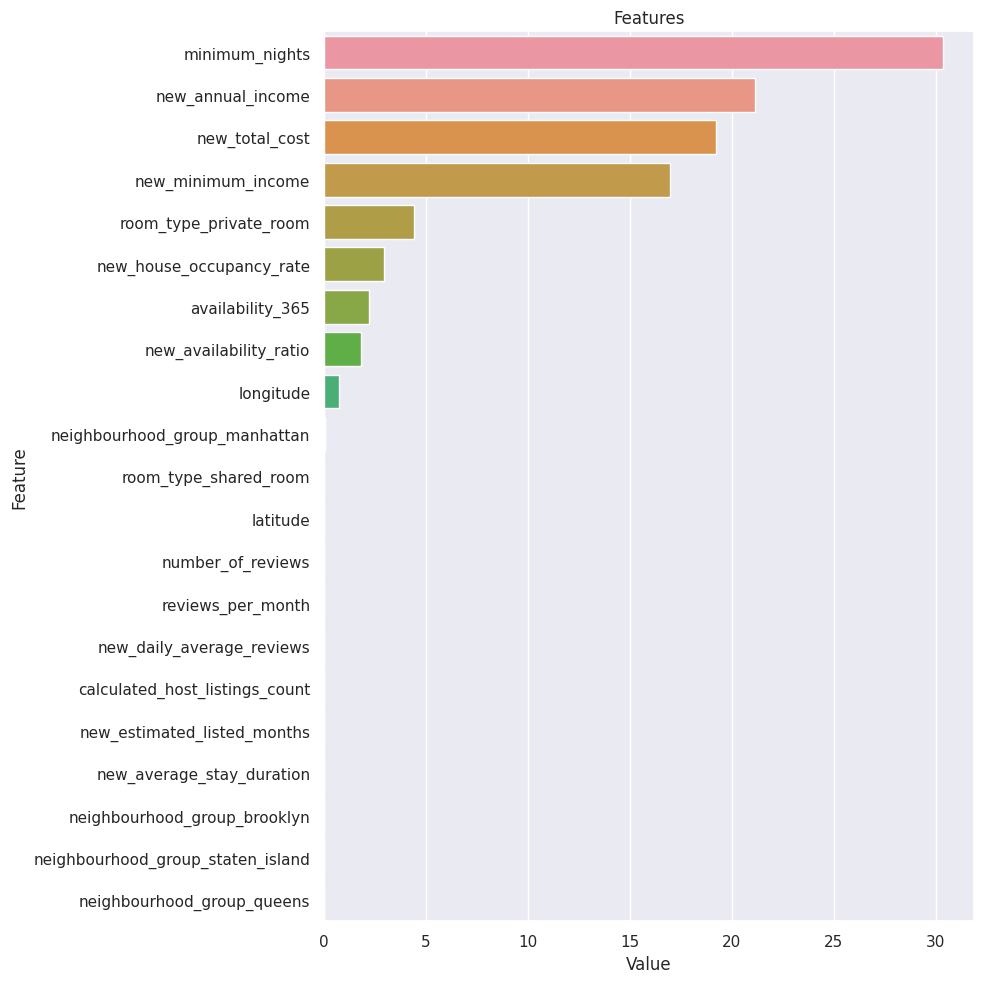 Features
minimum_nights
new_annual_income
new_total_cost
new_minimum_income
room_type_private_room
new_house_occupancy_rate
availability_365
new_availability_ratio
longitude
neighbourhood_group_manhattan
room_type_shared_room
latitude
number_of_reviews
reviews_per_month
new_daily_average_reviews
calculated_host_listings_count
new_estimated_listed_months
new_average_stay_duration
neighbourhood_group_brooklyn
neighbourhood_group_staten_island
neighbourhood_group_queens
Feature
0 5 10 15 20 25 30
Value